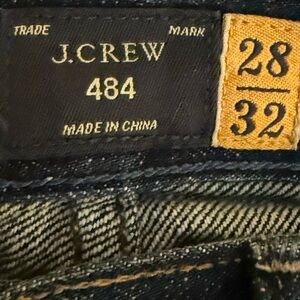 TRADE MARK
J.CREW
484
MADE IN CHINA
28
32